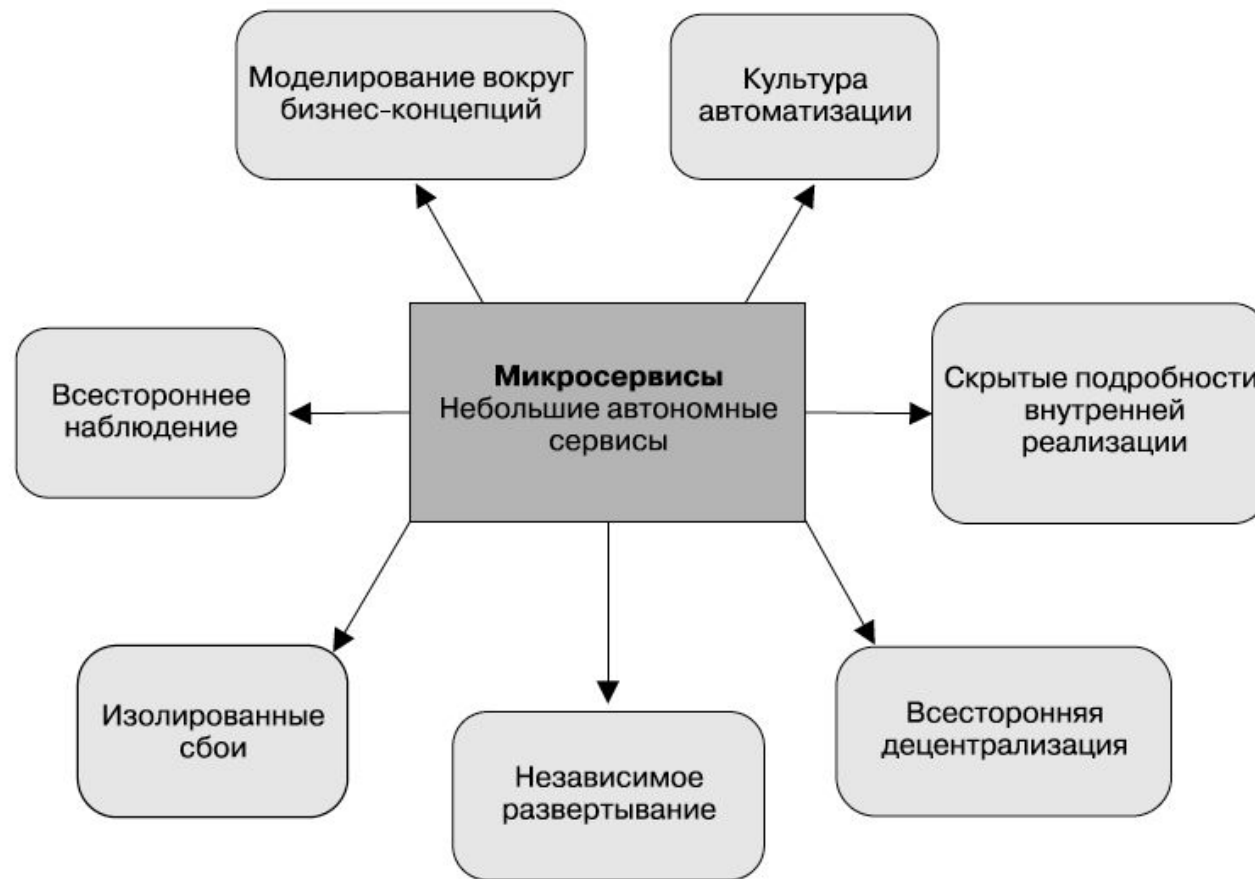 Моделирование вокруг
бизнес-концепций
Культура
автоматизации
Всестороннее
наблюдение
Микросервисы
Небольшие автономные
сервисы
Скрытые подробности
внутренней
реализации
Изолированные
сбои
Независимое
развертывание
Всесторонняя
децентрализация